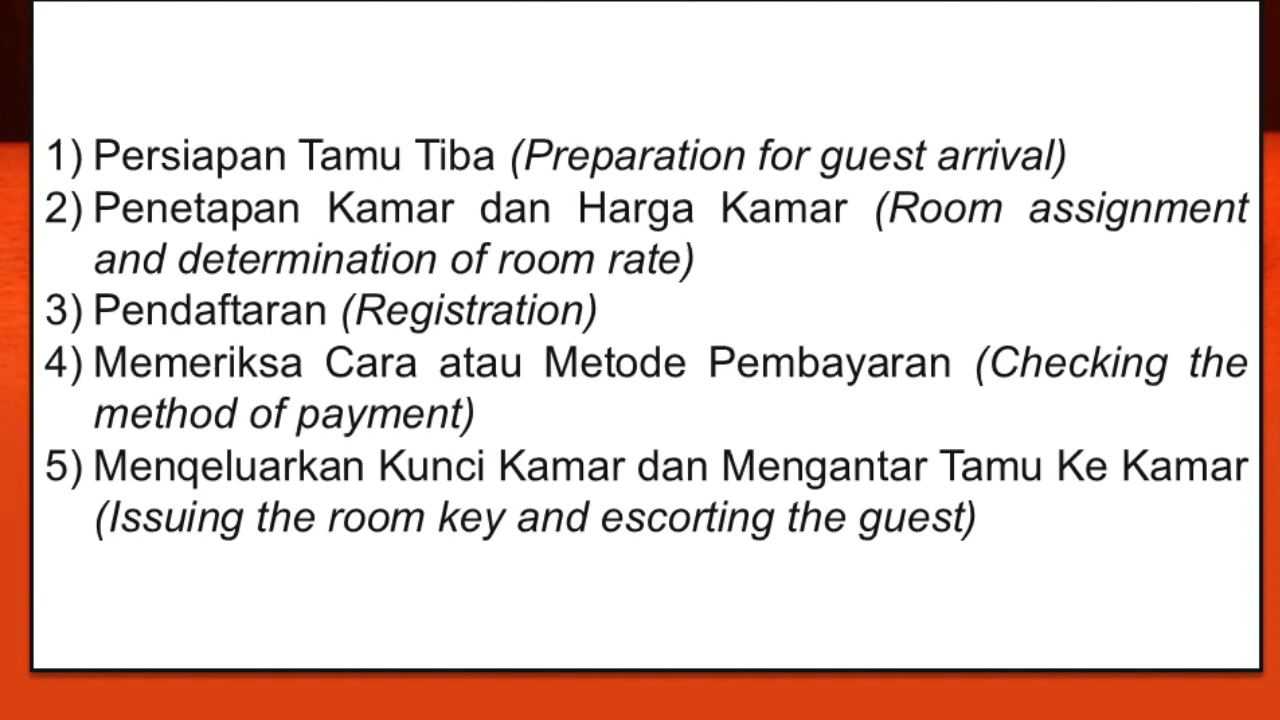 1) Persiapan Tamu Tiba (Preparation for guest arrival)
2) Penetapan Kamar dan Harga Kamar (Room assignment
and determination of room rate)
3) Pendaftaran (Registration)
4) Memeriksa Cara atau Metode Pembayaran (Checking the
method of payment)
5) Menqeluarkan Kunci Kamar dan Mengantar Tamu Ke Kamar
(Issuing the room key and escorting the guest)